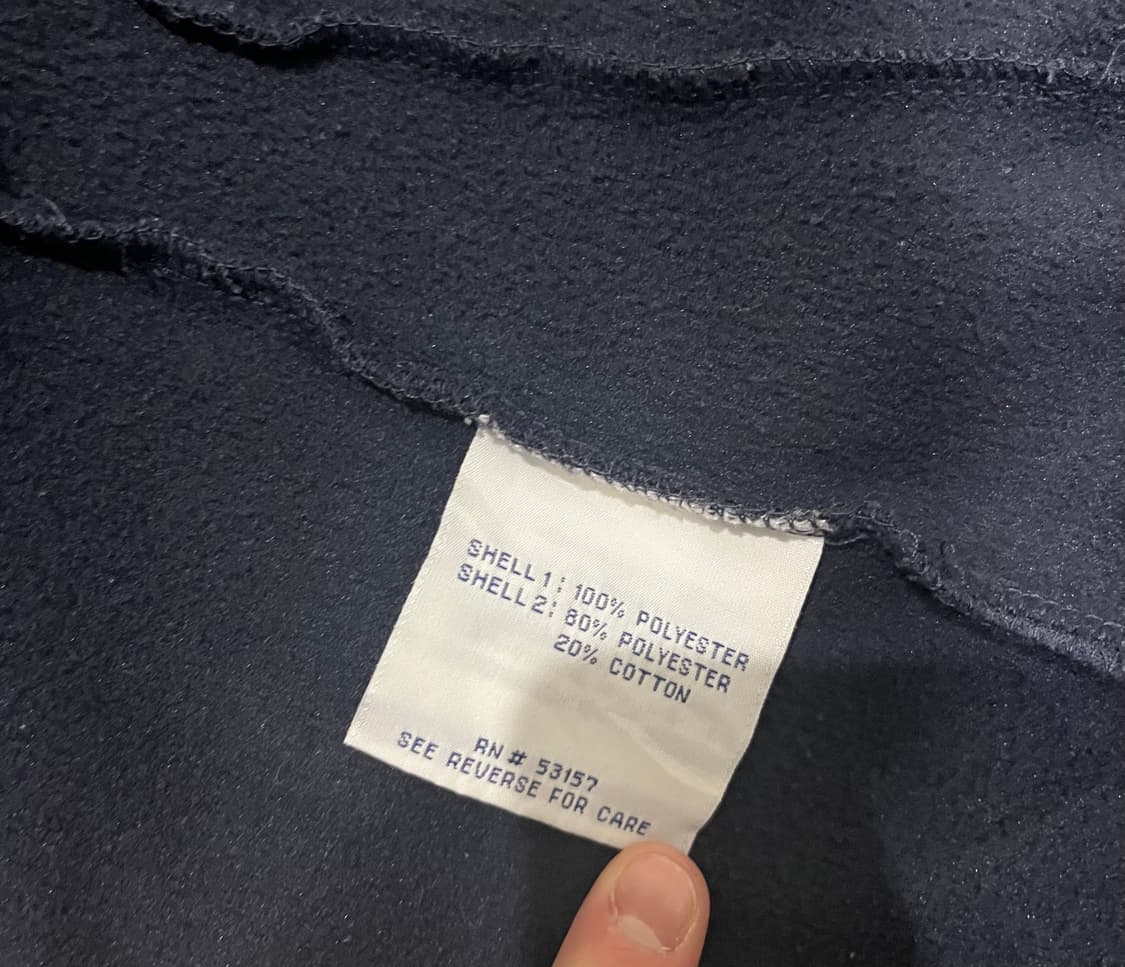 SHELL 1: 100% POLYESTER
SHELL 2: 80% POLYESTER
20% COTTON
RN # 53157
SEE REVERSE FOR CARE